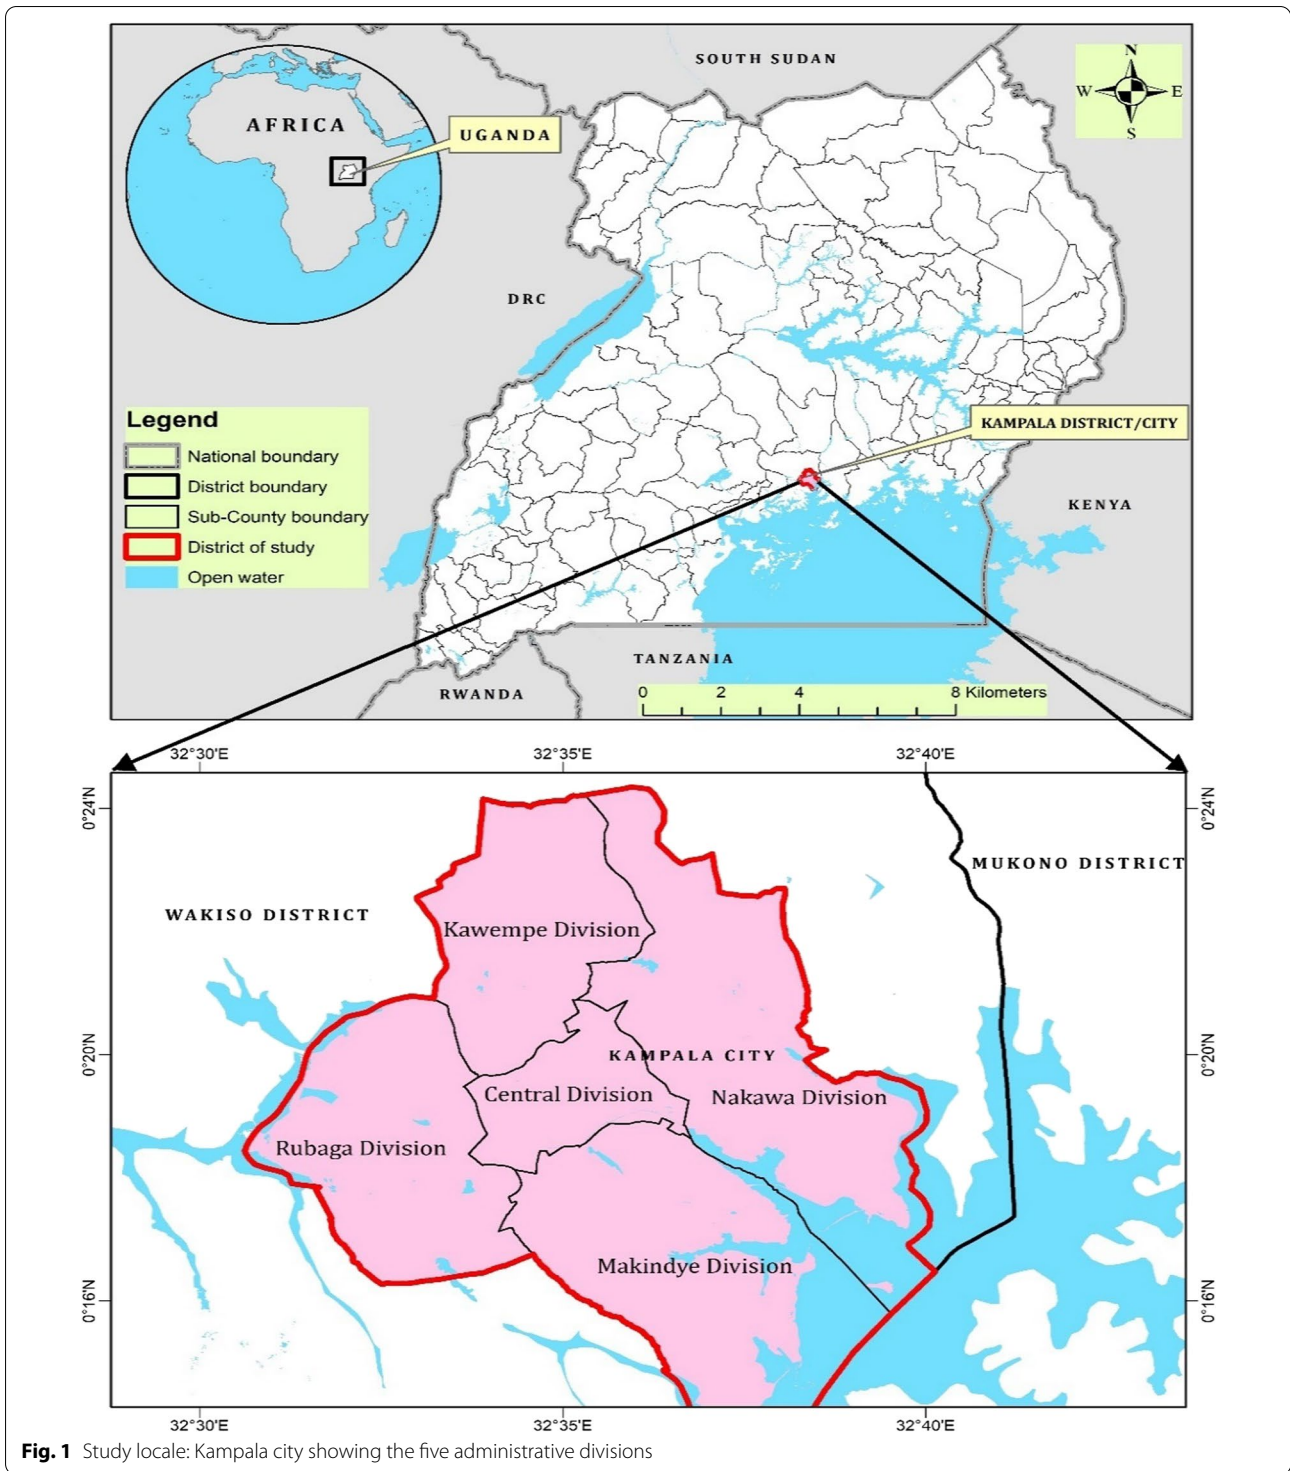 SOUTH SUDAN
N
W E
S
AFRICA
UGANDA
DRC
Legend
National boundary
District boundary
Sub-County boundary
District of study
Open water
KAMPALA DISTRICT/CITY
KENYA
TANZANIA
RWANDA
0 2 4 8 Kilometers
32°30'E 32°35'E 32°40'E
0°24'N 0°24'N
MUKONO DISTRICT
WAKISO DISTRICT
Kawempe Division
0°20'N 0°20'N
KAMPALA CITY
Central Division
Nakawa Division
Rubaga Division
Makindye Division
0°16'N 0°16'N
32°30'E 32°35'E 32°40'E
Fig. 1 Study locale: Kampala city showing the five administrative divisions